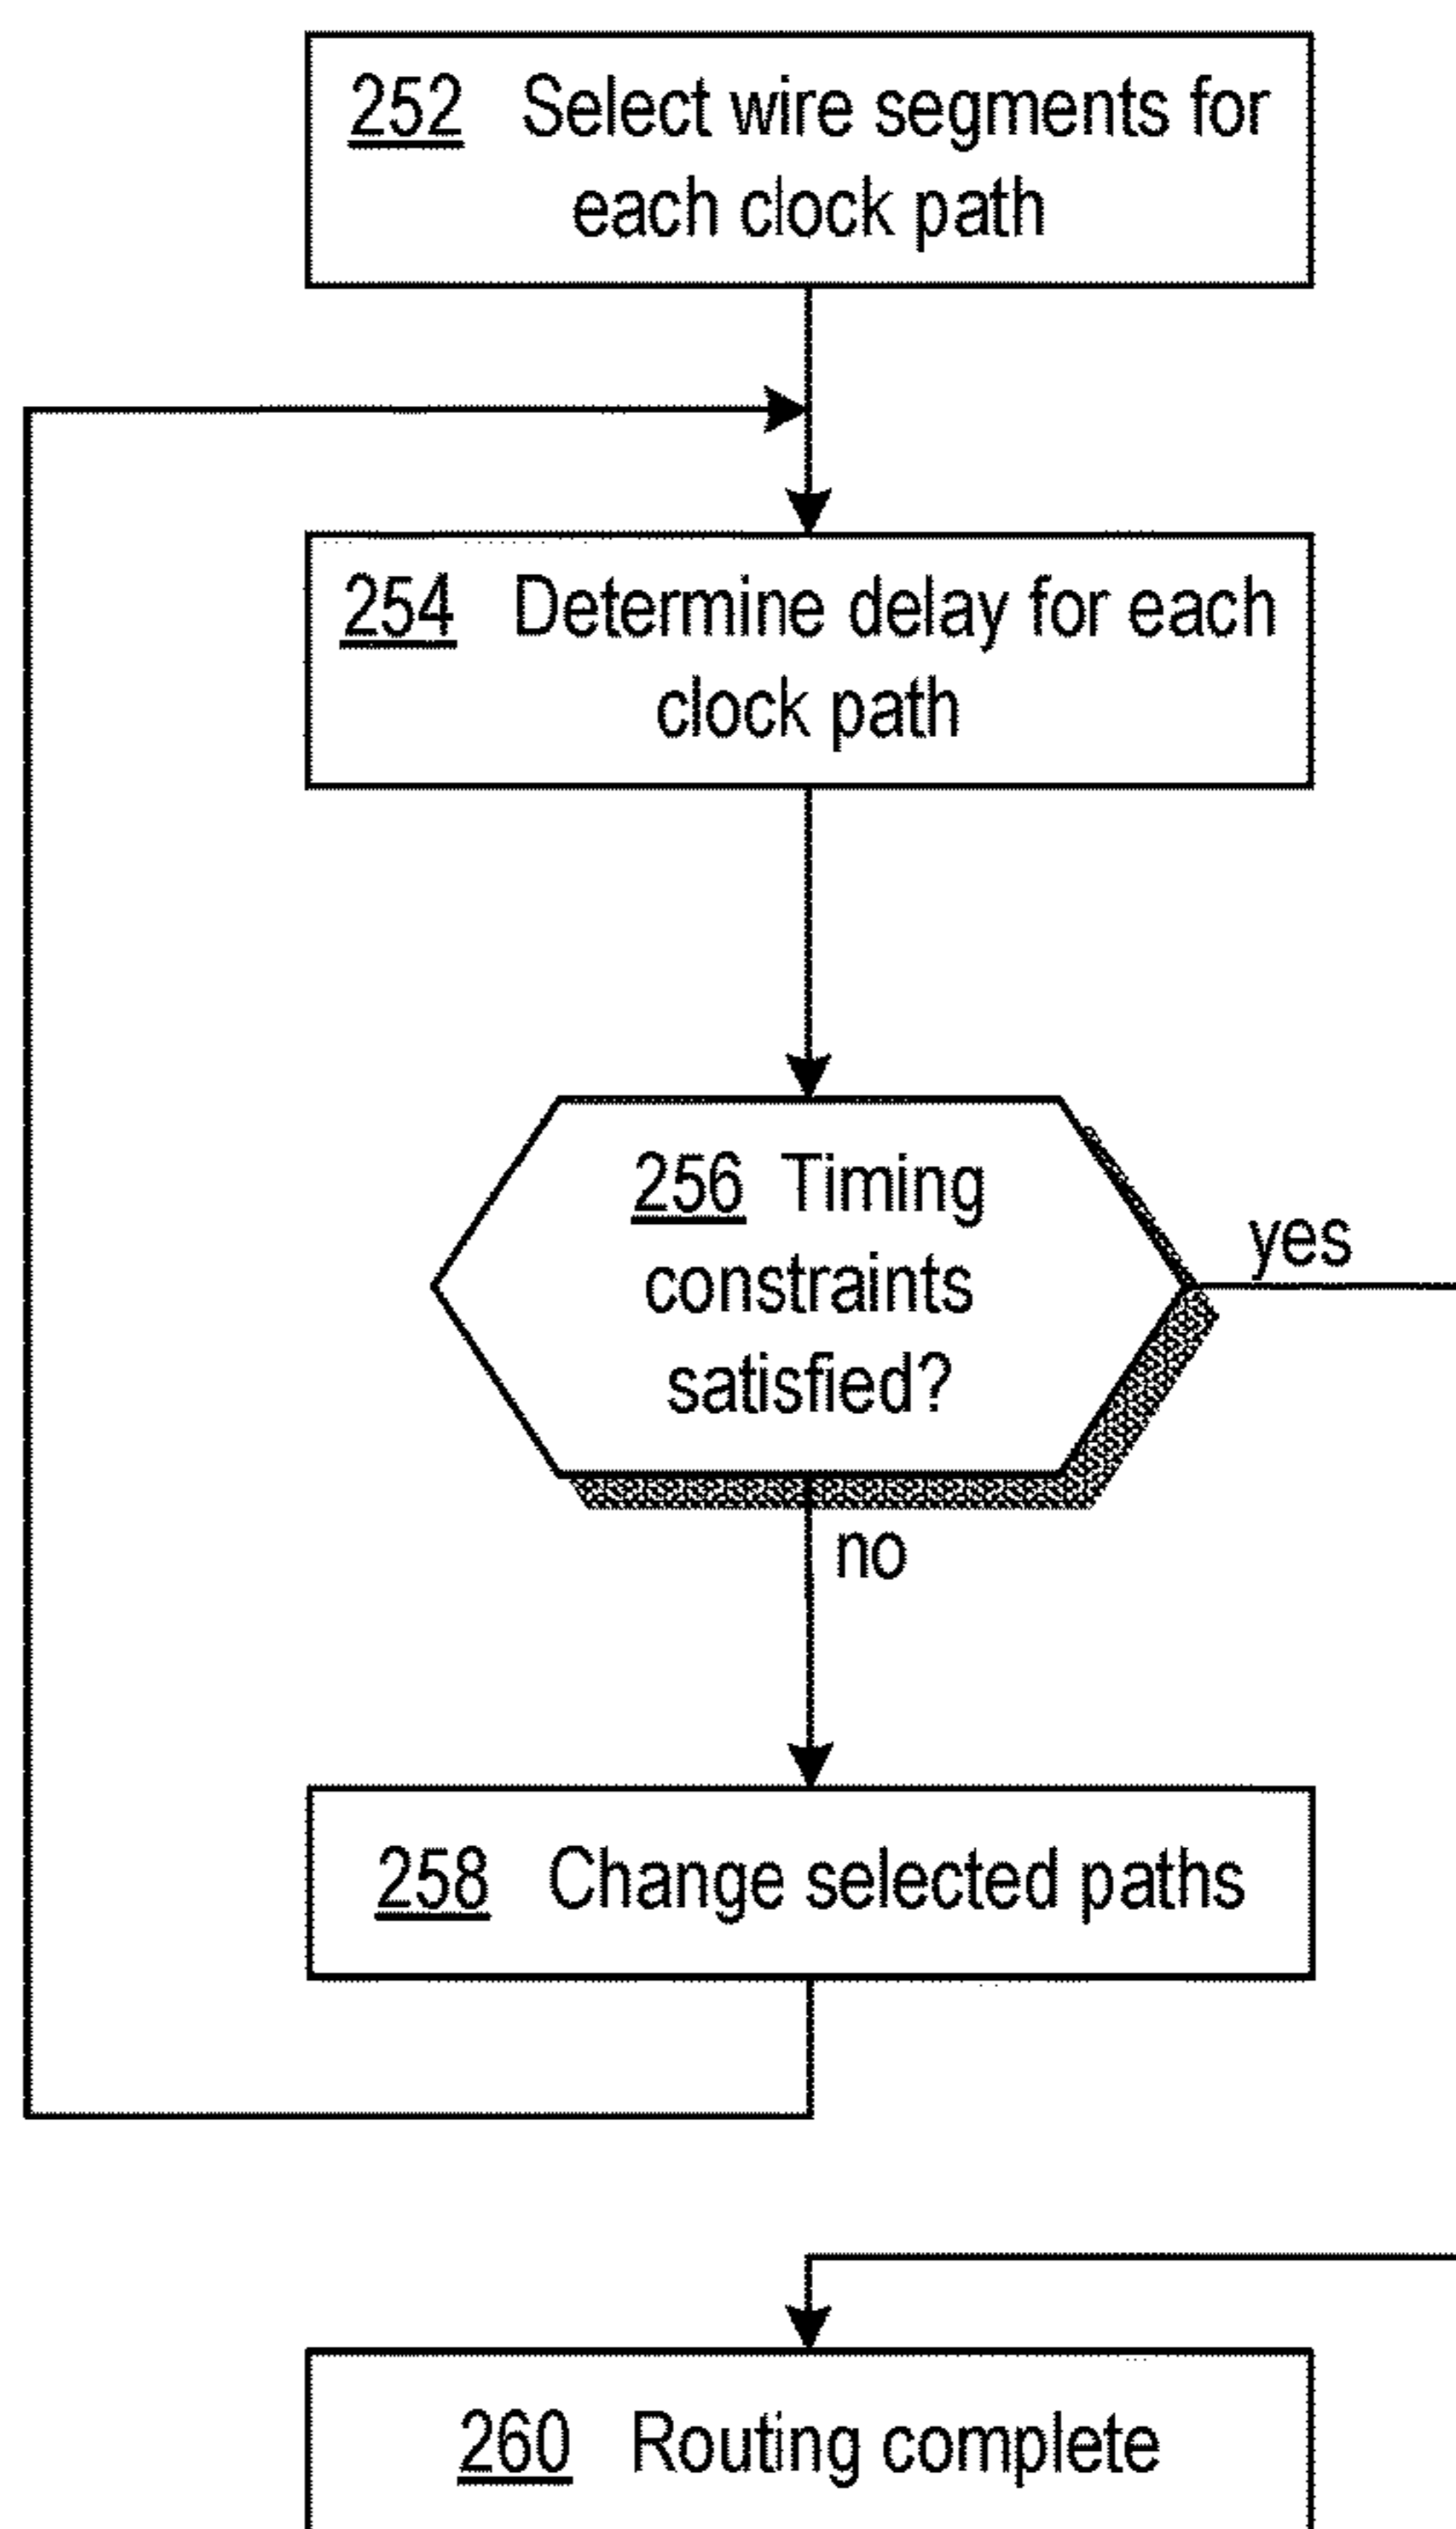 252 Select wire segments for
each clock path
254 Determine delay for each
clock path
256 Timing
constraints
satisfied?
yes
no
258 Change selected paths
260 Routing complete